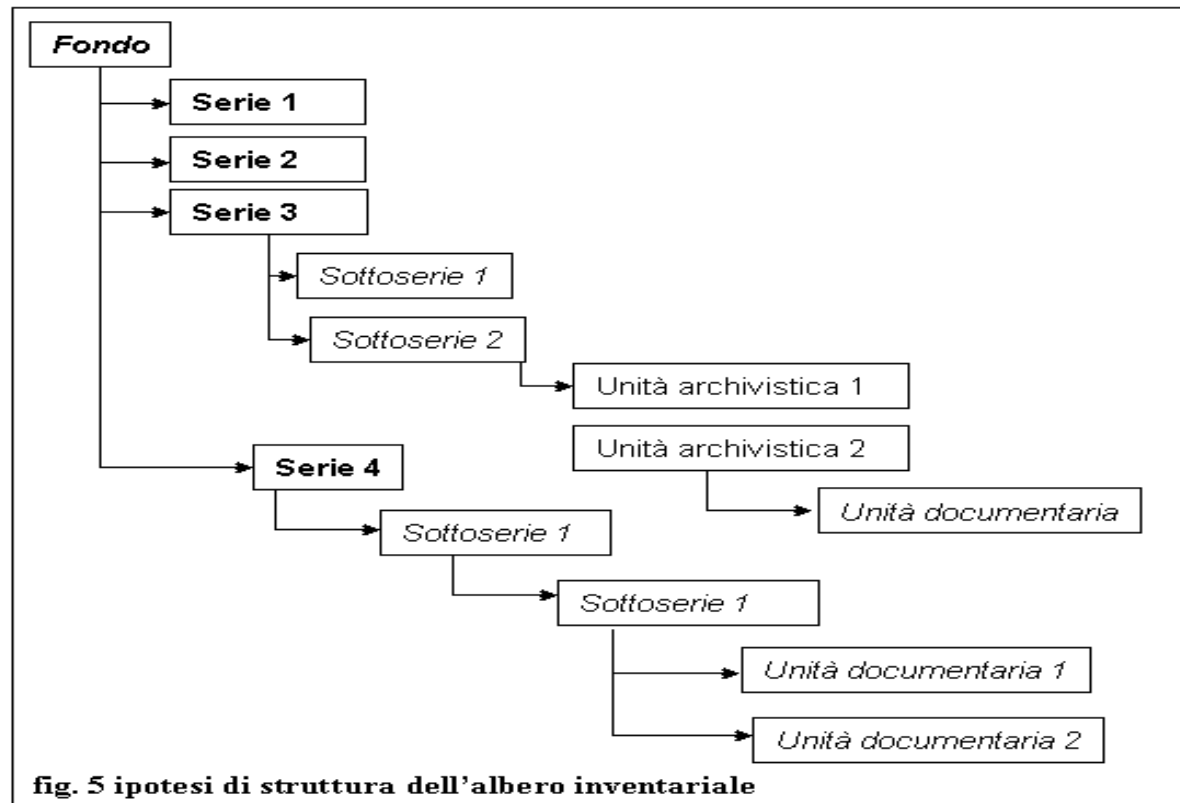 Fondo
Serie 1
Serie 2
Serie 3
Sottoserie 1
Sottoserie 2
Unità archivistica 1
Unità archivistica 2
Serie 4
Unità documentaria
Sottoserie 1
Sottoserie 1
Unità documentaria 1
Unità documentaria 2
fig. 5 ipotesi di struttura dell'albero inventariale